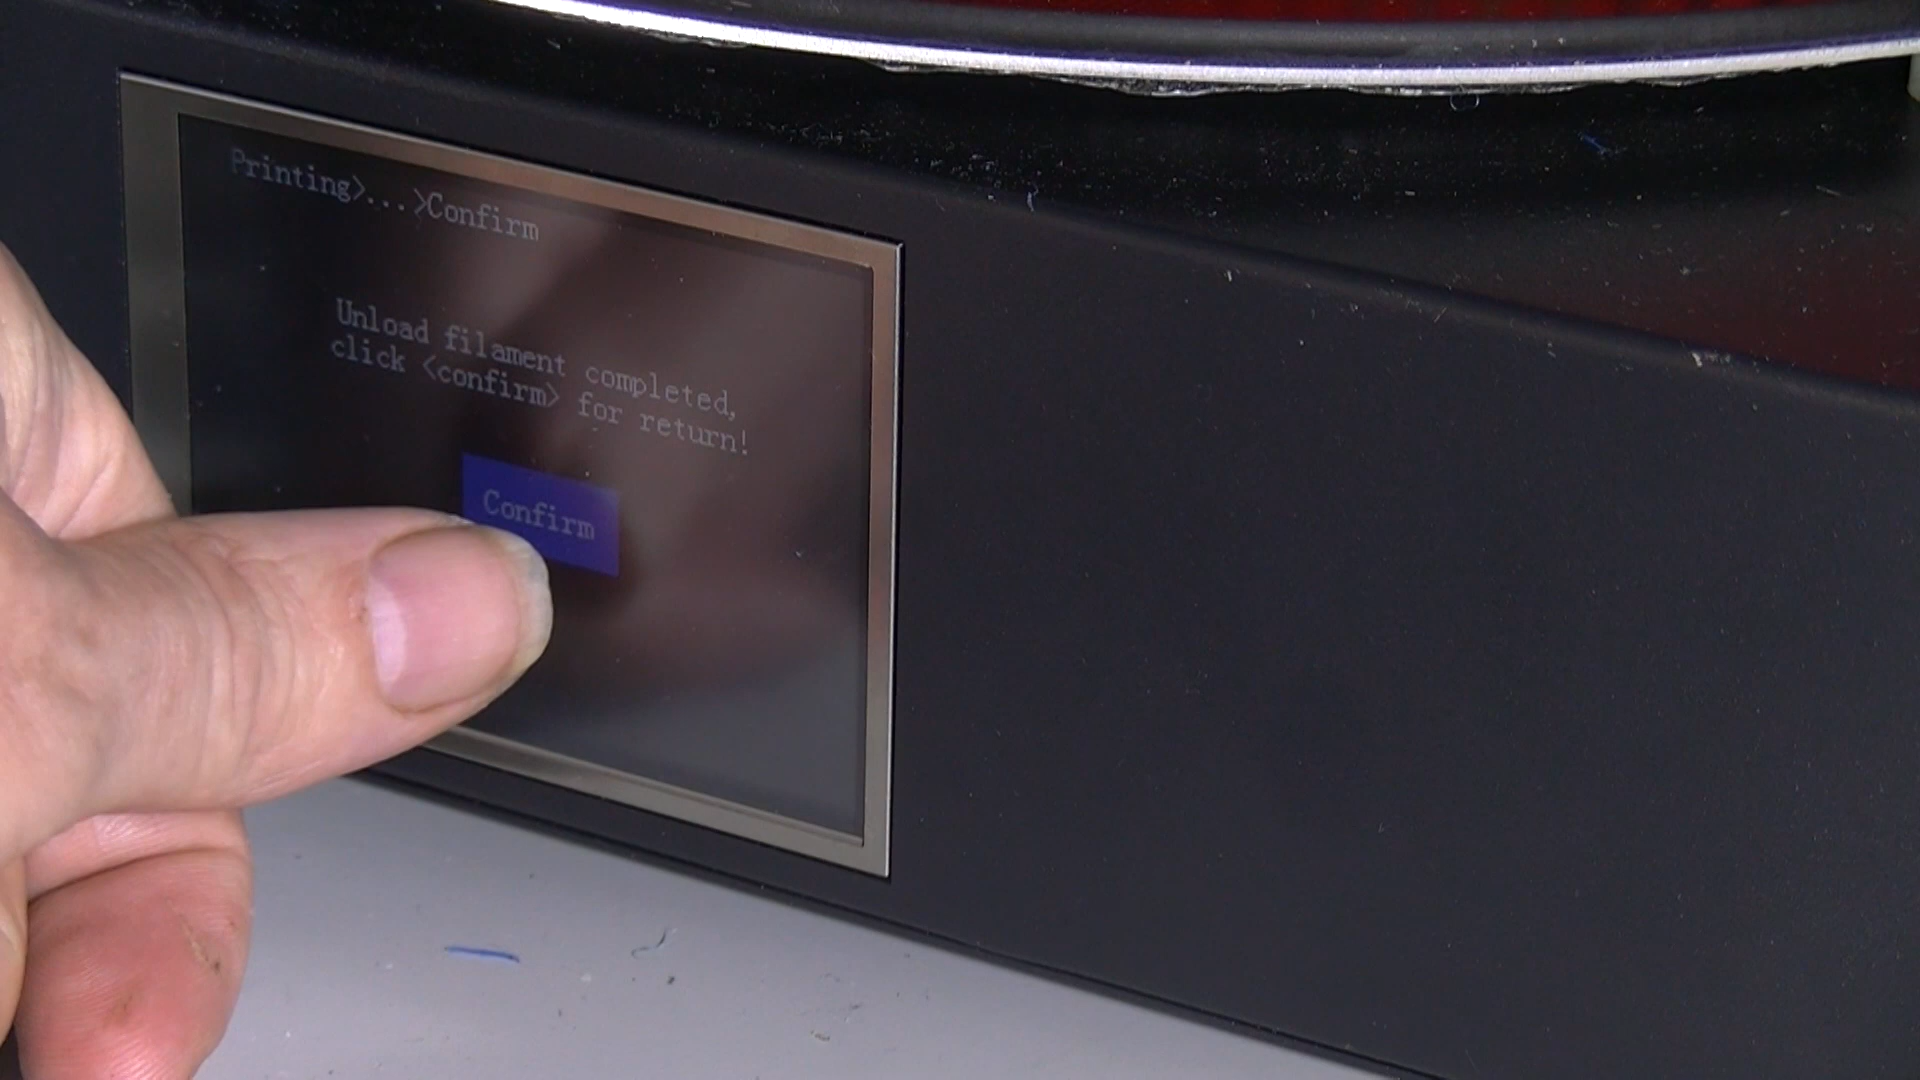 Printing>...>Confirm
Unload filament completed,
click <confirm> for return!
Confirm